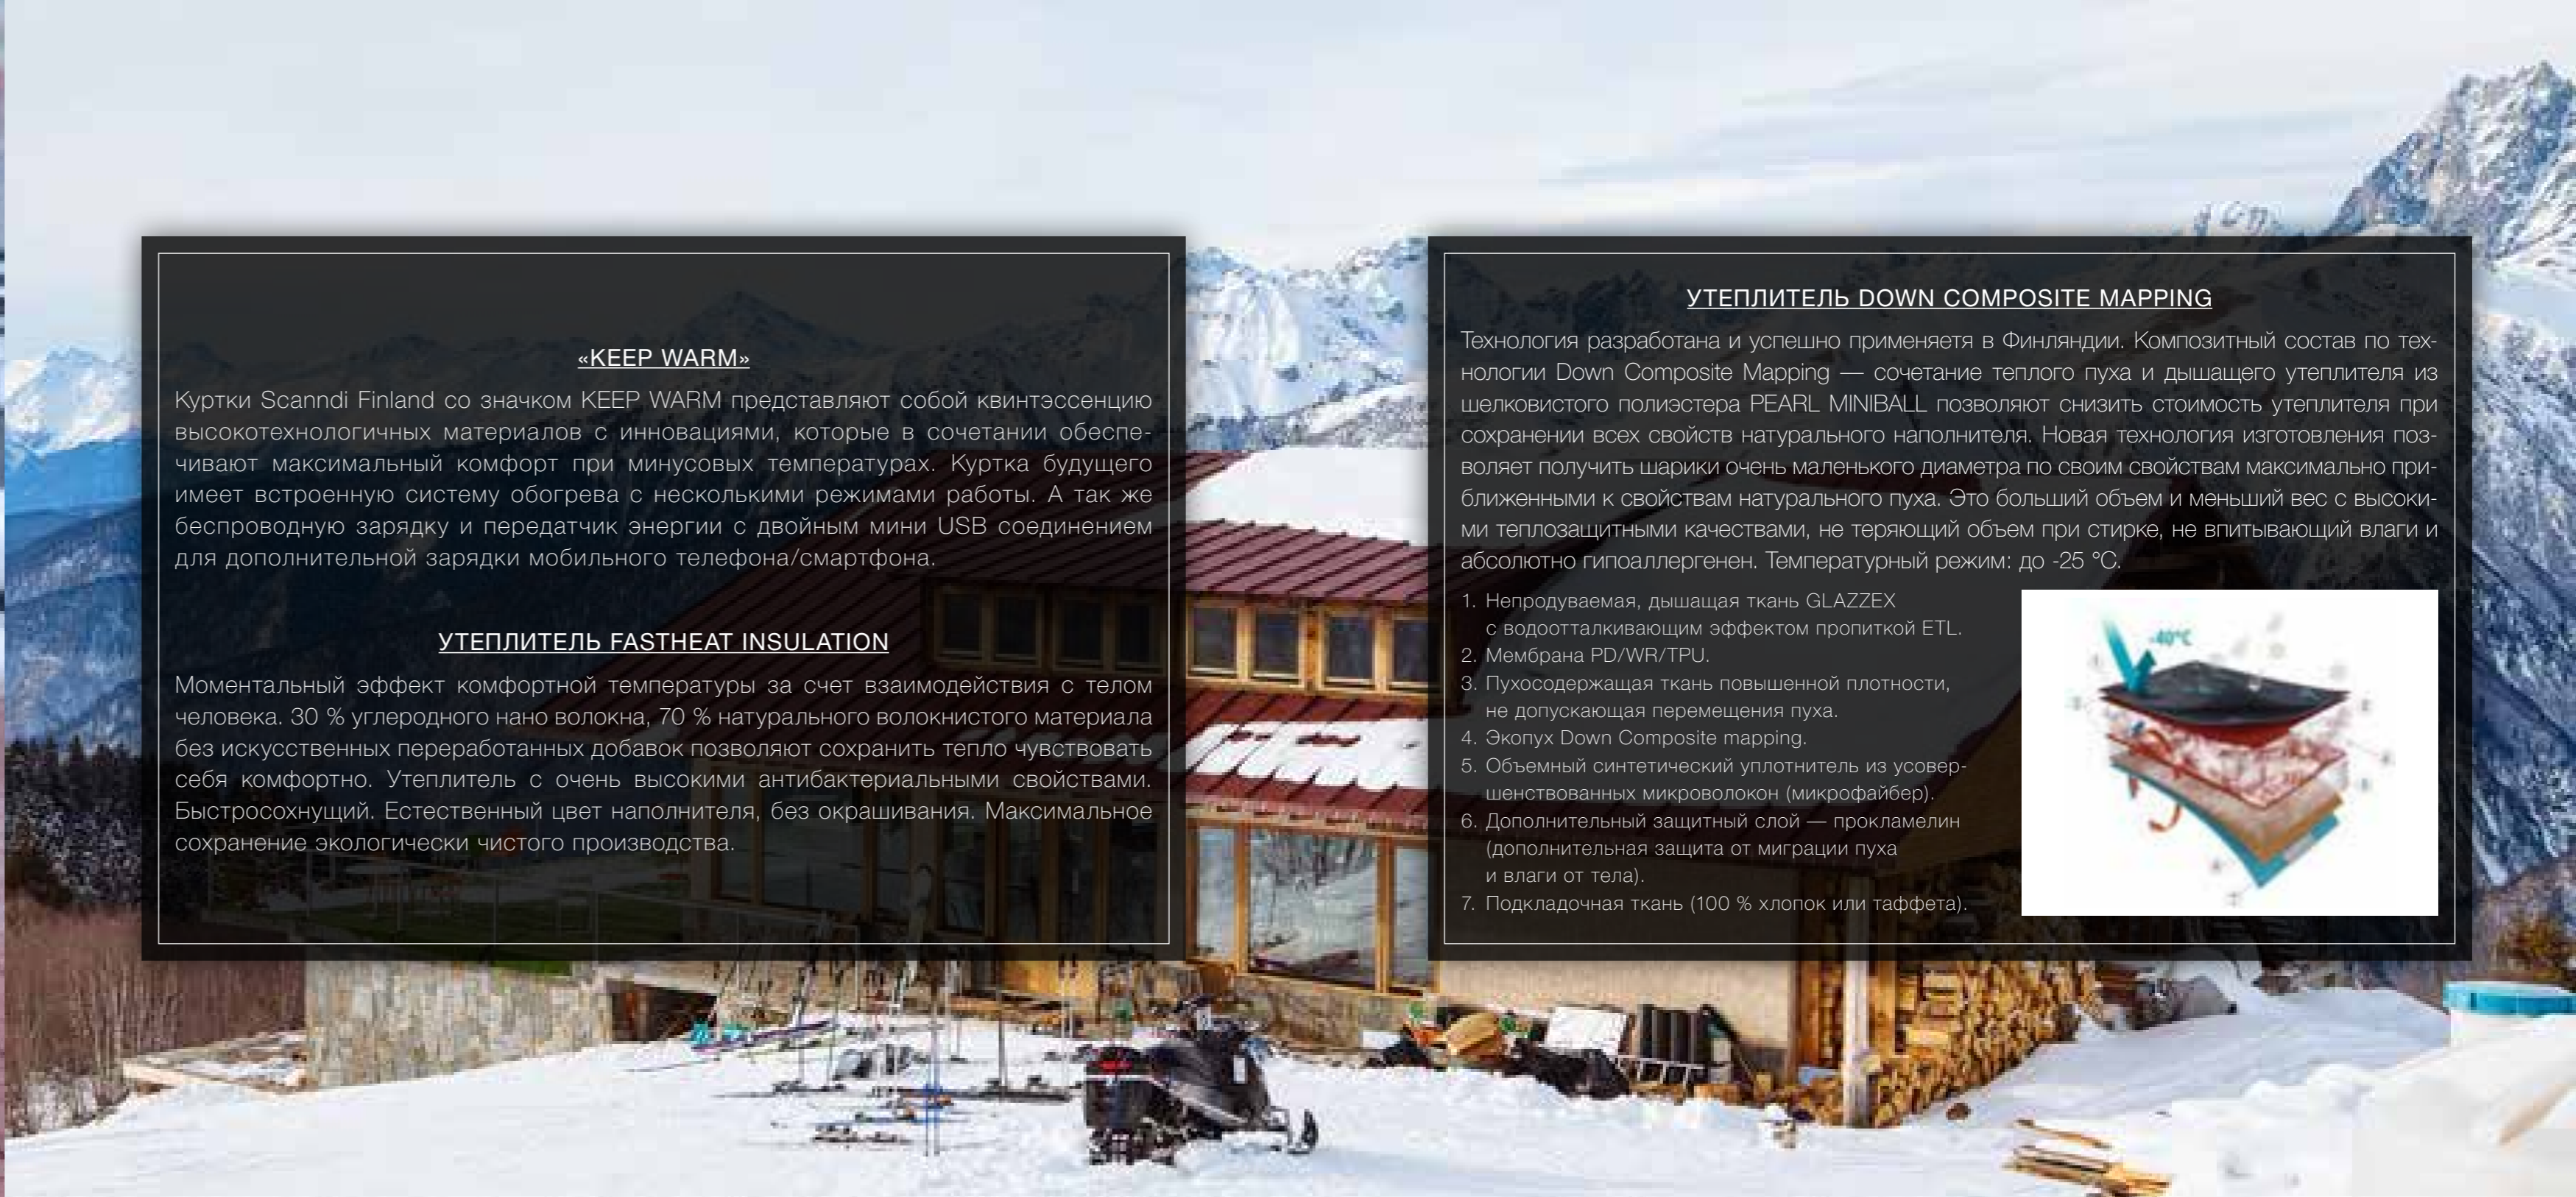 «KEEP WARM»
Куртки Scanndi Finland со значком KEEP WARM представляют собой квинтэссенцию
высокотехнологичных материалов с инновациями, которые в сочетании обеспе-
чивают максимальный комфорт при минусовых температурах. Куртка будущего
имеет встроенную систему обогрева с несколькими режимами работы. А так же
беспроводную зарядку и передатчик энергии с двойным мини USB соединением
для дополнительной зарядки мобильного телефона/смартфона.
УТЕПЛИТЕЛЬ FASTHEAT INSULATION
Моментальный эффект комфортной температуры за счет взаимодействия с телом
человека. 30 % углеродного нано волокна, 70 % натурального волокнистого материала
без искусственных переработанных добавок позволяют сохранить тепло чувствовать
себя комфортно. Утеплитель с очень высокими антибактериальными свойствами.
Быстросохнущий. Естественный цвет наполнителя, без окрашивания. Максимальное
сохранение экологически чистого производства.
УТЕПЛИТЕЛЬ DOWN COMPOSITE MAPPING
Технология разработана и успешно применяетя в Финляндии. Композитный состав по тех-
нологии Down Composite Mapping — сочетание теплого пуха и дышащего утеплителя из
шелковистого полиэстера PEARL MINIBALL позволяют снизить стоимость утеплителя при
сохранении всех свойств натурального наполнителя. Новая технология изготовления поз-
воляет получить шарики очень маленького диаметра по своим свойствам максимально при-
ближенными к свойствам натурального пуха. Это больший объем и меньший вес с высоки-
ми теплозащитными качествами, не теряющий объем при стирке, не впитывающий влаги и
абсолютно гипоаллергенен. Температурный режим: до -25 °C.
1. Непродуваемая, дышащая ткань GLAZZEX
с водоотталкивающим эффектом пропиткой ETL.
2. Мембрана PD/WR/TPU.
3. Пухосодержащая ткань повышенной плотности,
не допускающая перемещения пуха.
4. Экопух Down Composite mapping.
5. Объемный синтетический уплотнитель из усовер-
шенствованных микроволокон (микрофайбер).
6. Дополнительный защитный слой — прокламелин
(дополнительная защита от миграции пуха
и влаги от тела).
7. Подкладочная ткань (100 % хлопок или таффета).
-40°C